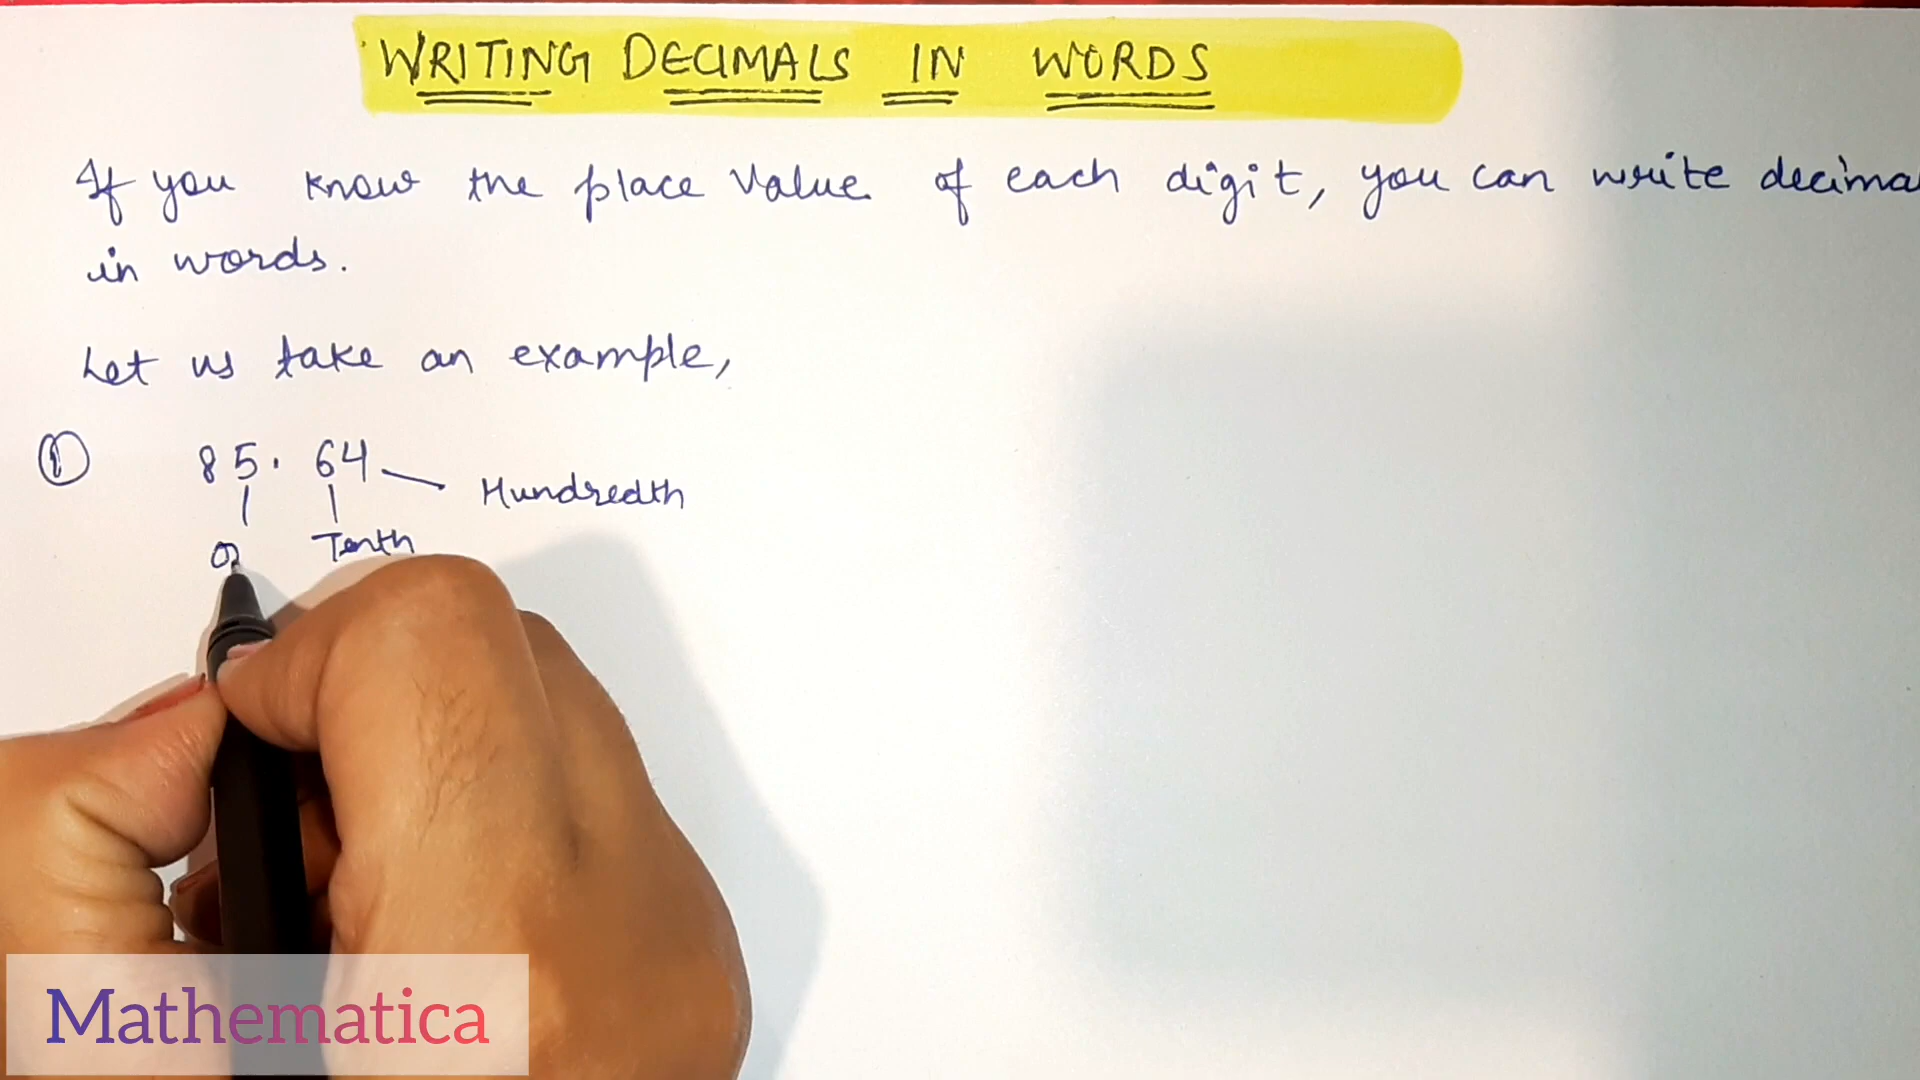 WRITING DECIMALS IN WORDS
If you know the place value of each digit, you can write decima
in words.
Let us take an example,
① 85.64
Hundredth
Tenth
Mathematica